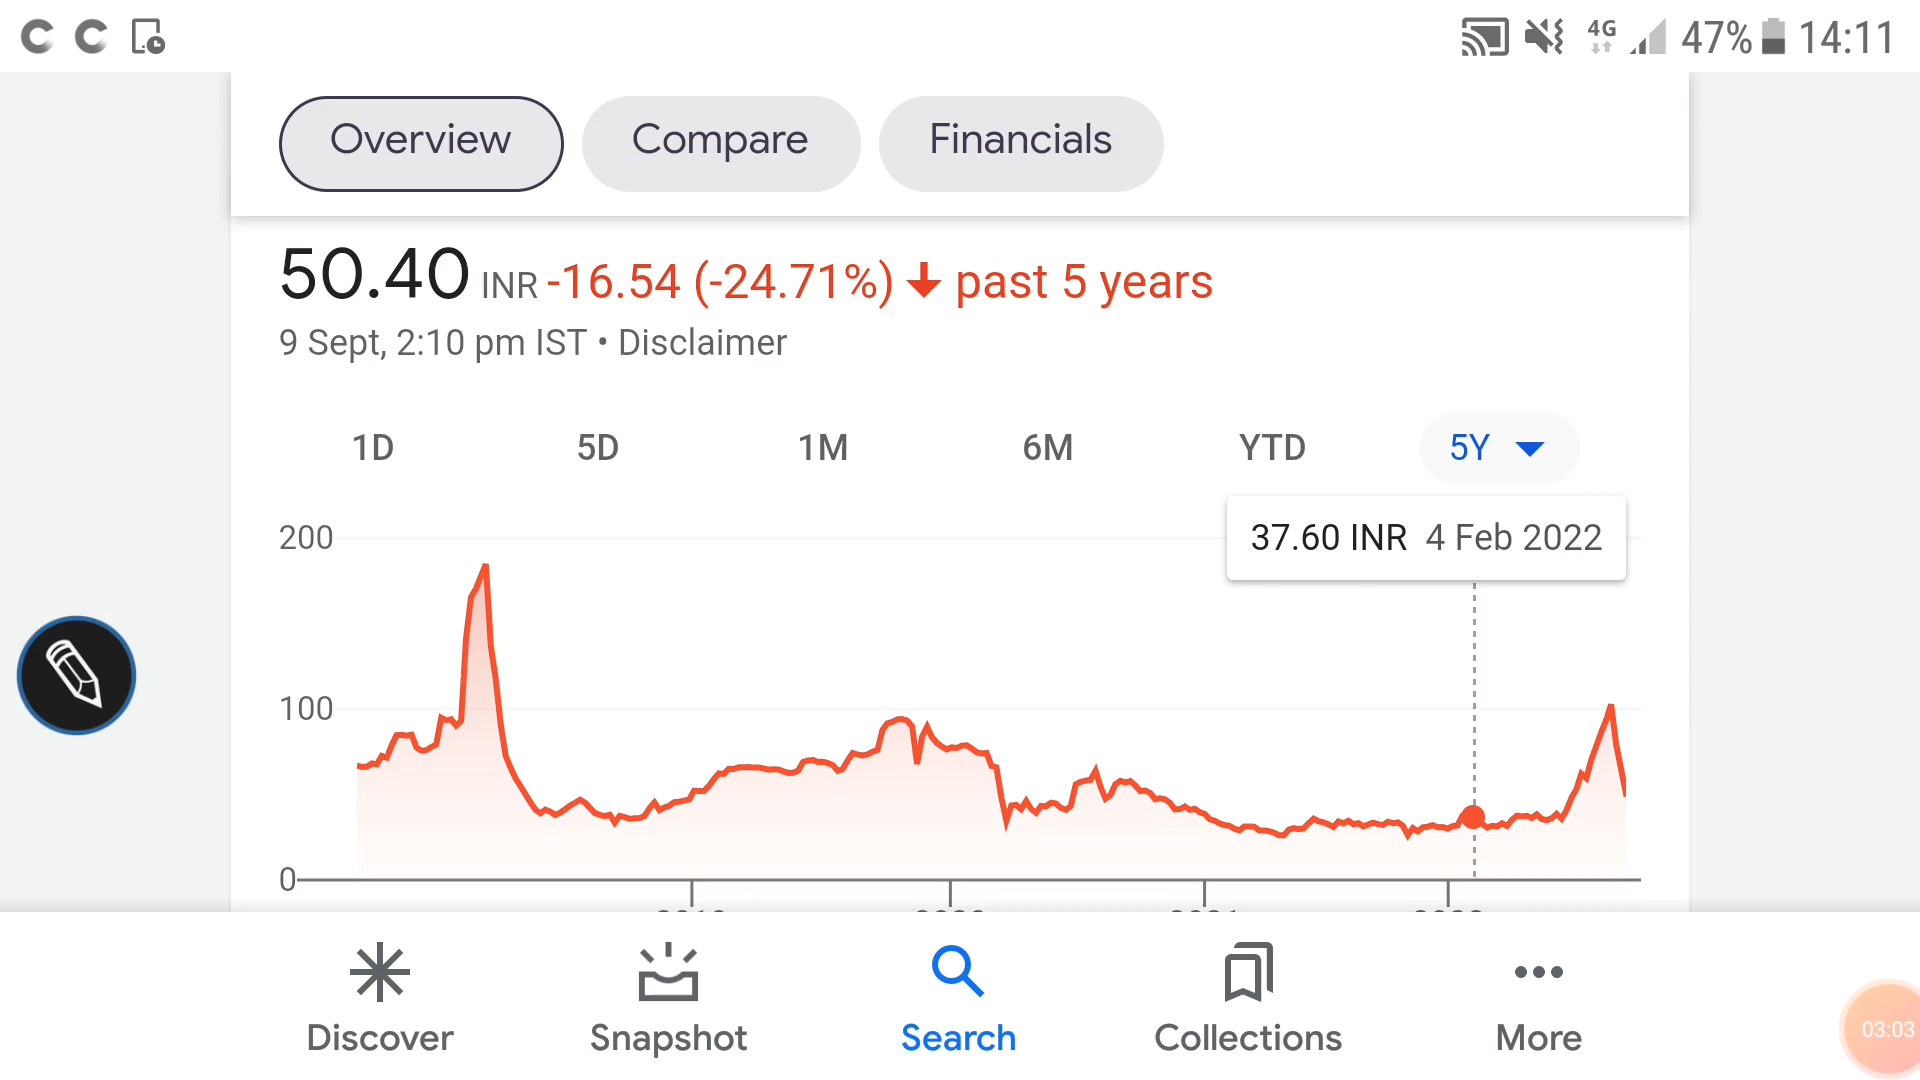 4G 47% 14:11
Overview Compare Financials
50.40 INR -16.54 (-24.71%) past 5 years
9 Sept, 2:10 pm IST • Disclaimer
1D 5D 1M 6M YTD 5Y
37.60 INR 4 Feb 2022
200
100
0
Discover Snapshot Search Collections More
03:03